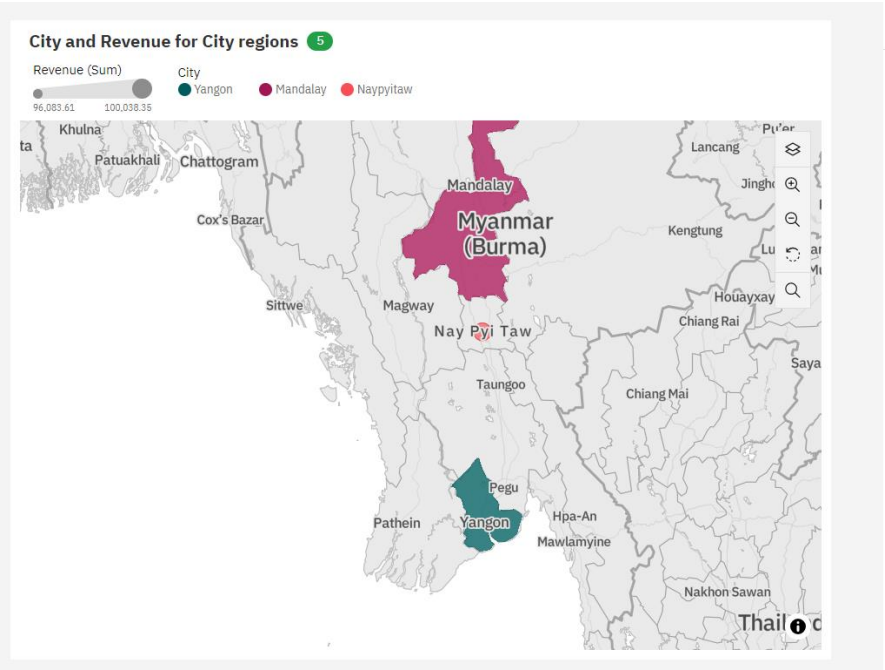 City and Revenue for City regions 5
Revenue (Sum)
96,083.61 100,038.35
City
Yangon Mandalay Naypyitaw
Khulna
Pu'er
Patuakhali
Chattogram
Lancang
Mandalay
Cox's Bazar
Myanmar
(Burma)
Kengtung
Houayxay
Sittwe
Magway
Chiang Rai
Nay Pyi Taw
Saya
Taungoo
Chiang Mai
Pegu
Pathein
Yangon
Hpa-An
Mawlamyine
Nakhon Sawan